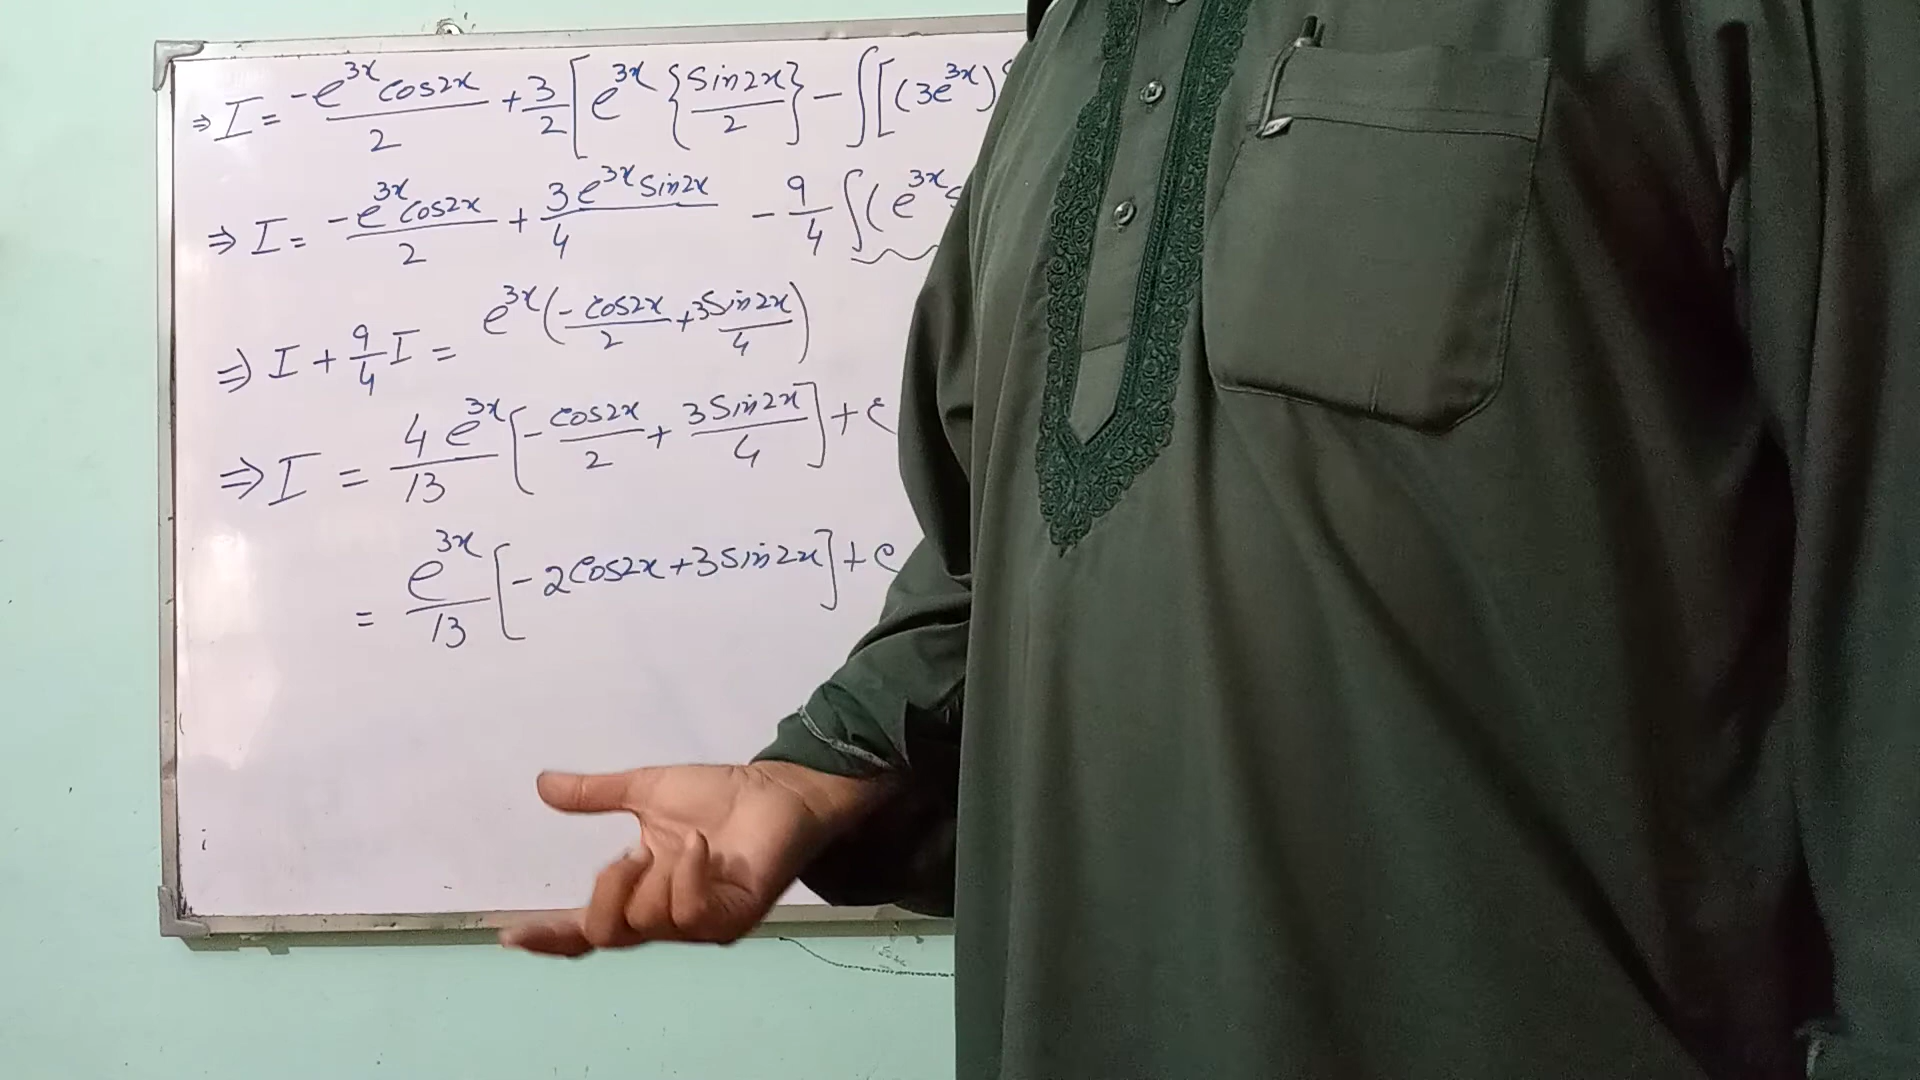 ⇒ I = -e^{3x} cos2x / 2 + 3/2 [ e^{3x} { sin2x / 2 } - ∫ [ (3e^{3x})
⇒ I = -e^{3x} cos2x / 2 + 3e^{3x} sin2x / 4 - 9/4 ∫ ( e^{3x}
⇒ I + 9/4 I = e^{3x} ( -cos2x / 2 + 3sin2x / 4 )
⇒ I = 4e^{3x} / 13 [ -cos2x / 2 + 3sin2x / 4 ] + c
= e^{3x} / 13 [ -2cos2x + 3sin2x ] + c